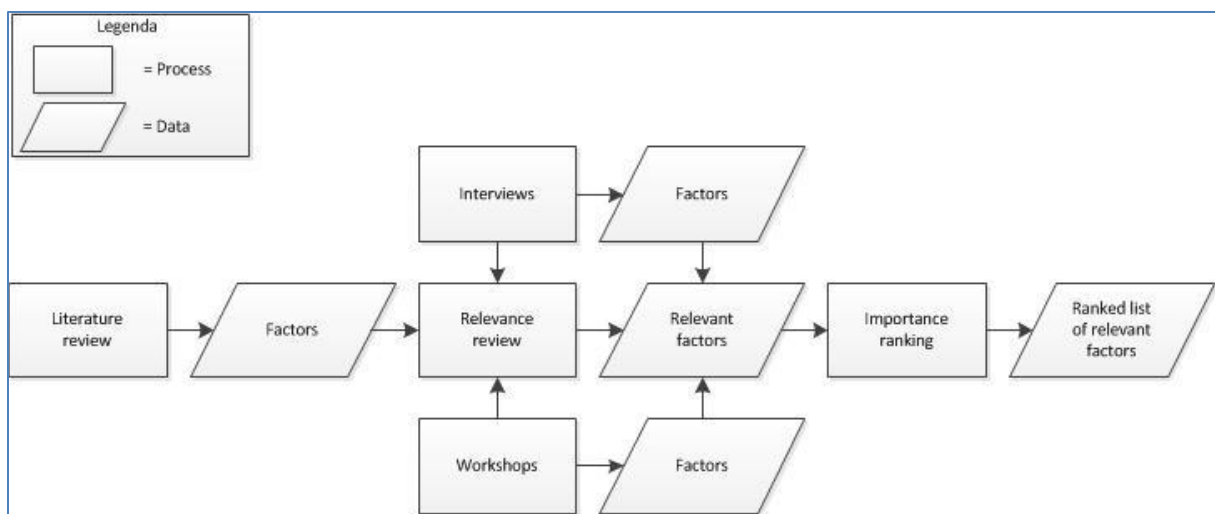 Legenda
= Process
= Data
Interviews
Factors
Literature
review
Factors
Relevance
review
Relevant
factors
Importance
ranking
Ranked list
of relevant
factors
Workshops
Factors